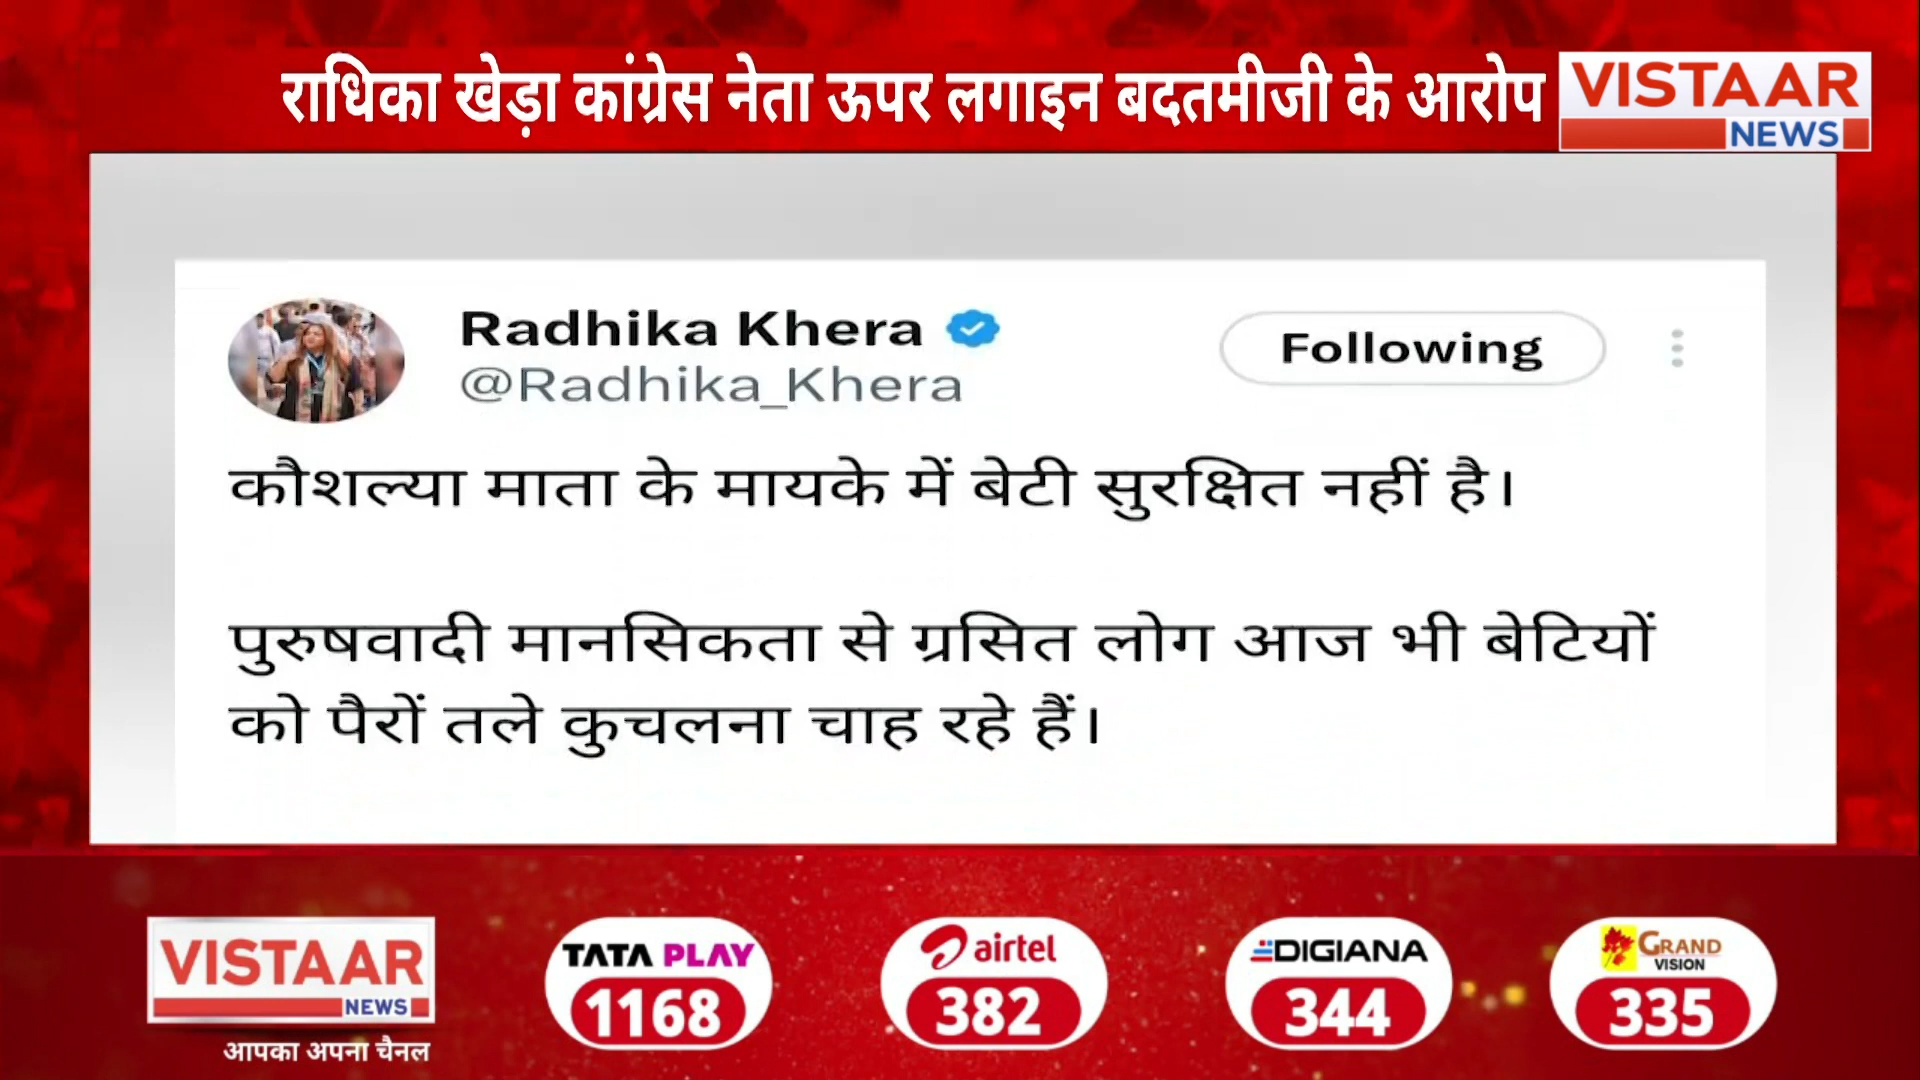 राधिका खेड़ा कांग्रेस नेता ऊपर लगाइन बदतमीजी के आरोप
VISTAAR
NEWS
Radhika Khera
@Radhika_Khera
Following
कौशल्या माता के मायके में बेटी सुरक्षित नहीं है।
पुरुषवादी मानसिकता से ग्रसित लोग आज भी बेटियों
को पैरों तले कुचलना चाह रहे हैं।
VISTAAR
NEWS
आपका अपना चैनल
TATA PLAY
1168
airtel
382
DIGIANA
344
GRAND
VISION
335